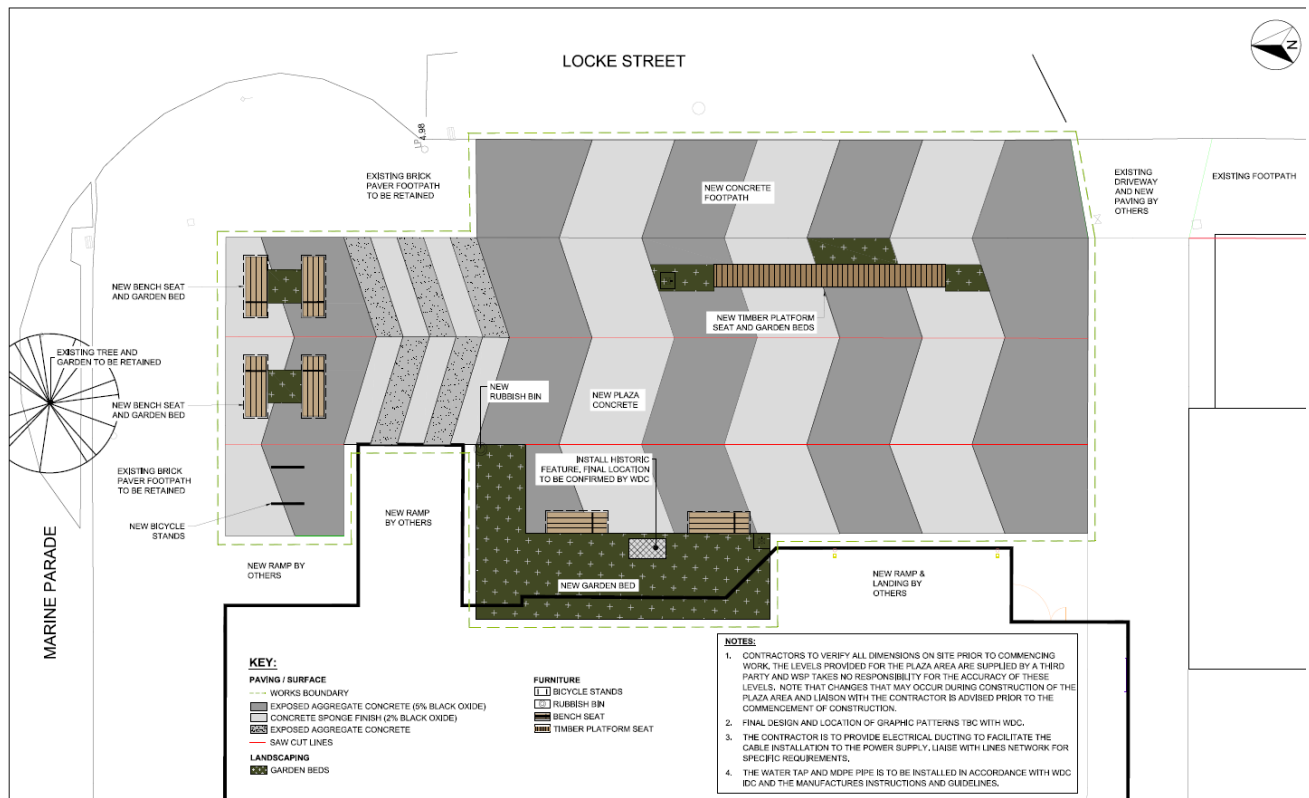 LOCKE STREET
N
4.98
LP
EXISTING BRICK
PAVER FOOTPATH
TO BE RETAINED
NEW CONCRETE
FOOTPATH
EXISTING
DRIVEWAY
AND NEW
PAVING BY
OTHERS
EXISTING FOOTPATH
NEW BENCH SEAT
AND GARDEN BED
NEW TIMBER PLATFORM
SEAT AND GARDEN BEDS
EXISTING TREE AND
GARDEN TO BE RETAINED
NEW
RUBBISH BIN
NEW PLAZA
CONCRETE
NEW BENCH SEAT
AND GARDEN BED
INSTALL HISTORIC
FEATURE, FINAL LOCATION
TO BE CONFIRMED BY WDC
EXISTING BRICK
PAVER FOOTPATH
TO BE RETAINED
NEW BICYCLE
STANDS
NEW RAMP
BY OTHERS
NEW RAMP BY
OTHERS
NEW GARDEN BED
NEW RAMP &
LANDING BY
OTHERS
MARINE PARADE
KEY:
PAVING / SURFACE
WORKS BOUNDARY
EXPOSED AGGREGATE CONCRETE (5% BLACK OXIDE)
CONCRETE SPONGE FINISH (2% BLACK OXIDE)
EXPOSED AGGREGATE CONCRETE
SAW CUT LINES
LANDSCAPING
GARDEN BEDS
FURNITURE
BICYCLE STANDS
RUBBISH BIN
BENCH SEAT
TIMBER PLATFORM SEAT
NOTES:
1. CONTRACTORS TO VERIFY ALL DIMENSIONS ON SITE PRIOR TO COMMENCING
WORK, THE LEVELS PROVIDED FOR THE PLAZA AREA ARE SUPPLIED BY A THIRD
PARTY AND WSP TAKES NO RESPONSIBILITY FOR THE ACCURACY OF THESE
LEVELS. NOTE THAT CHANGES THAT MAY OCCUR DURING CONSTRUCTION OF THE
PLAZA AREA AND LIAISON WITH THE CONTRACTOR IS ADVISED PRIOR TO THE
COMMENCEMENT OF CONSTRUCTION.
2. FINAL DESIGN AND LOCATION OF GRAPHIC PATTERNS TBC WITH WDC.
3. THE CONTRACTOR IS TO PROVIDE ELECTRICAL DUCTING TO FACILITATE THE
CABLE INSTALLATION TO THE POWER SUPPLY. LIAISE WITH LINES NETWORK FOR
SPECIFIC REQUIREMENTS.
4. THE WATER TAP AND MDPE PIPE IS TO BE INSTALLED IN ACCORDANCE WITH WDC
IDC AND THE MANUFACTURES INSTRUCTIONS AND GUIDELINES.